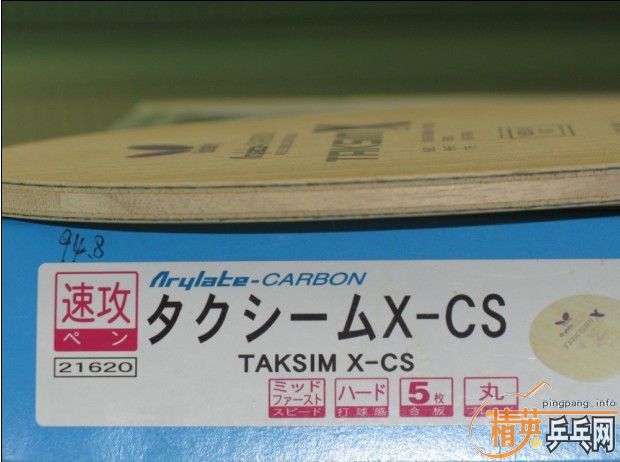 TAKSIM X
94.8
速攻
ペン
21620
Arylate-CARBON
タクシームX-CS
TAKSIM X-CS
ミッド
ファースト
スピード
ハード
打球感
5枚
合板
丸
pingpang.info
精英乒乓网